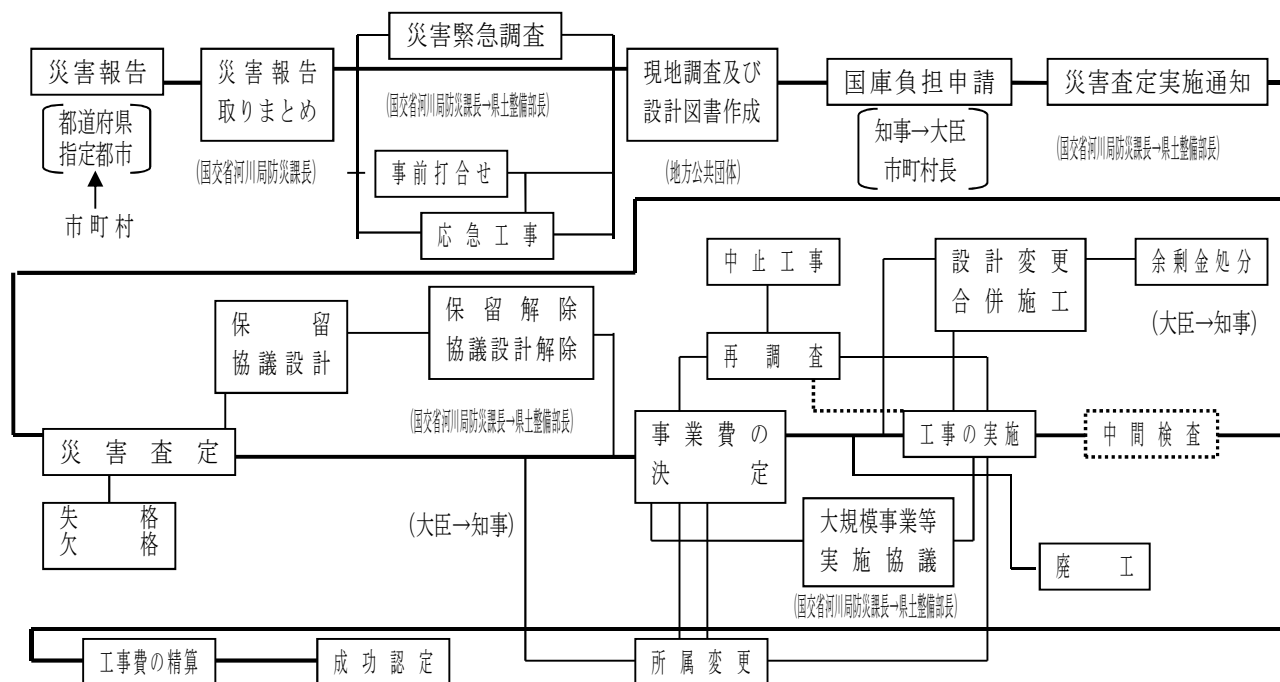 災害緊急調査
災害報告
災害報告
取りまとめ
現地調査及び
設計図書作成
国庫負担申請
災害査定実施通知
(国交省河川局防災課長→県土整備部長)
都道府県
指定都市
市町村
(国交省河川局防災課長)
事前打合せ
応急工事
(地方公共団体)
知事→大臣
市町村長
(国交省河川局防災課長→県土整備部長)
中止工事
設計変更
合併施工
余剰金処分
(大臣→知事)
保留
協議設計
保留解除
協議設計解除
再調査
(国交省河川局防災課長→県土整備部長)
災害査定
事業費の
決定
工事の実施
中間検査
失格
欠格
(大臣→知事)
大規模事業等
実施協議
(国交省河川局防災課長→県土整備部長)
廃工
工事費の精算
成功認定
所属変更